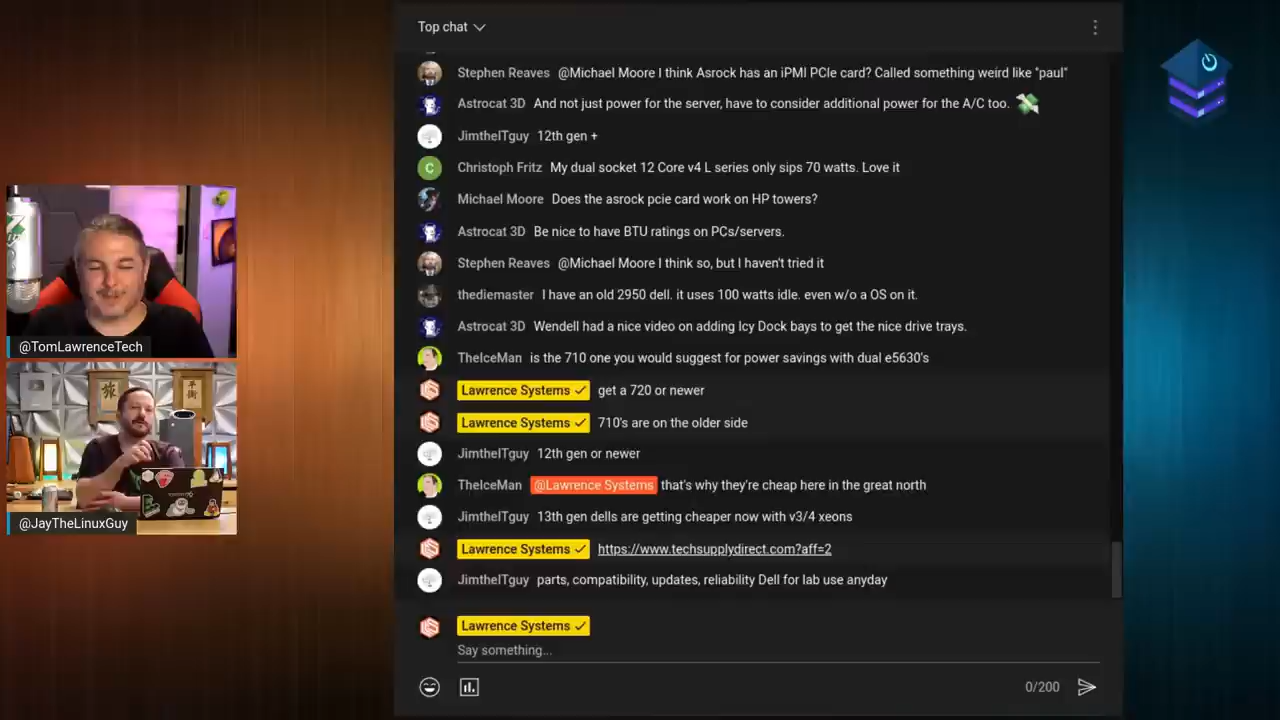 Top chat
Stephen Reaves @Michael Moore I think Asrock has an iPMI PCIe card? Called something weird like "paul"
Astrocat 3D And not just power for the server, have to consider additional power for the A/C too.
JimtheITguy 12th gen +
C Christoph Fritz My dual socket 12 Core v4 L series only sips 70 watts. Love it
Michael Moore Does the asrock pcie card work on HP towers?
Astrocat 3D Be nice to have BTU ratings on PCs/servers.
Stephen Reaves @Michael Moore I think so, but I haven't tried it
thediemaster I have an old 2950 dell. it uses 100 watts idle. even w/o a OS on it.
Astrocat 3D Wendell had a nice video on adding Icy Dock bays to get the nice drive trays.
TheIceMan is the 710 one you would suggest for power savings with dual e5630's
Lawrence Systems get a 720 or newer
Lawrence Systems 710's are on the older side
JimtheITguy 12th gen or newer
TheIceMan @Lawrence Systems that's why they're cheap here in the great north
JimtheITguy 13th gen dells are getting cheaper now with v3/4 xeons
Lawrence Systems https://www.techsupplydirect.com?aff=2
JimtheITguy parts, compatibility, updates, reliability Dell for lab use anyday
Lawrence Systems
Say something...
0/200
@TomLawrenceTech
@JayTheLinuxGuy